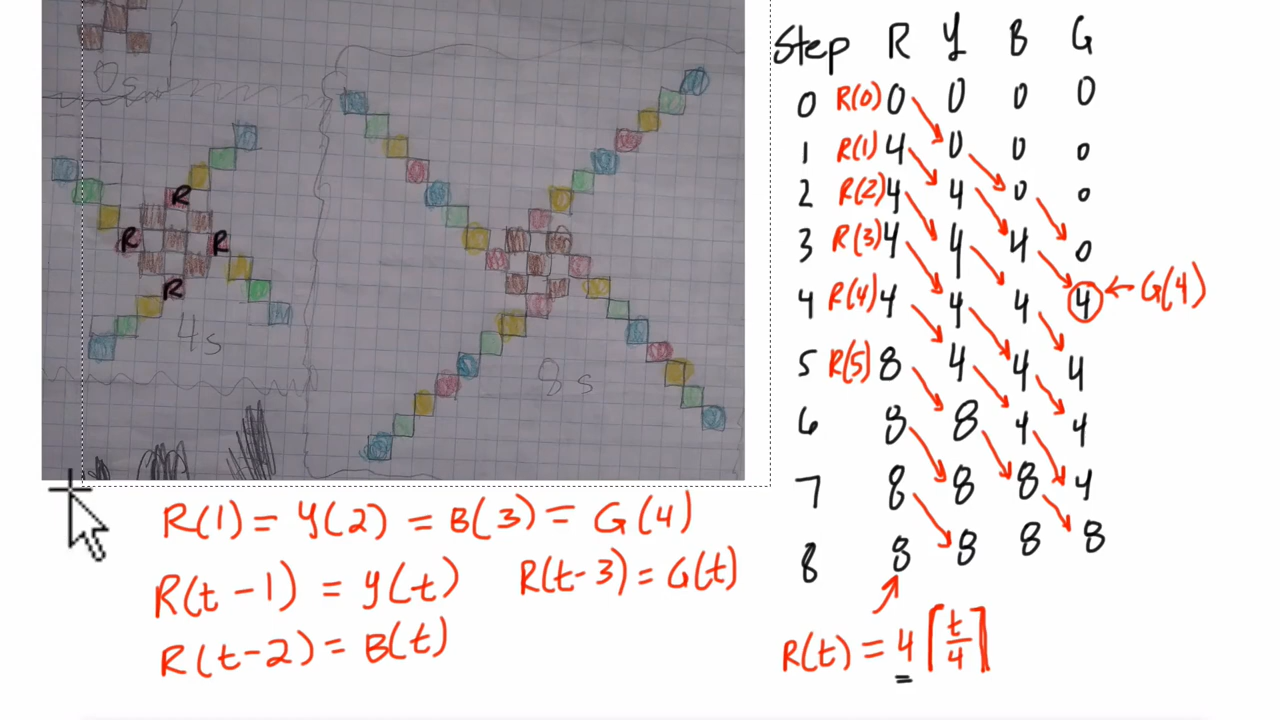 Step R Y B G
0 R(0) 0 0 0 0
1 R(1) 4 0 0 0
2 R(2) 4 4 0 0
3 R(3) 4 4 4 0
4 R(4) 4 4 4 4 ← G(4)
5 R(5) 8 4 4 4
6 8 8 4 4
7 8 8 8 4
8 8 8 8 8
R(t) = 4⌈t/4⌉
0s
R
R R
R
4s
8s
R(1) = Y(2) = B(3) = G(4)
R(t-1) = Y(t) R(t-3) = G(t)
R(t-2) = B(t)